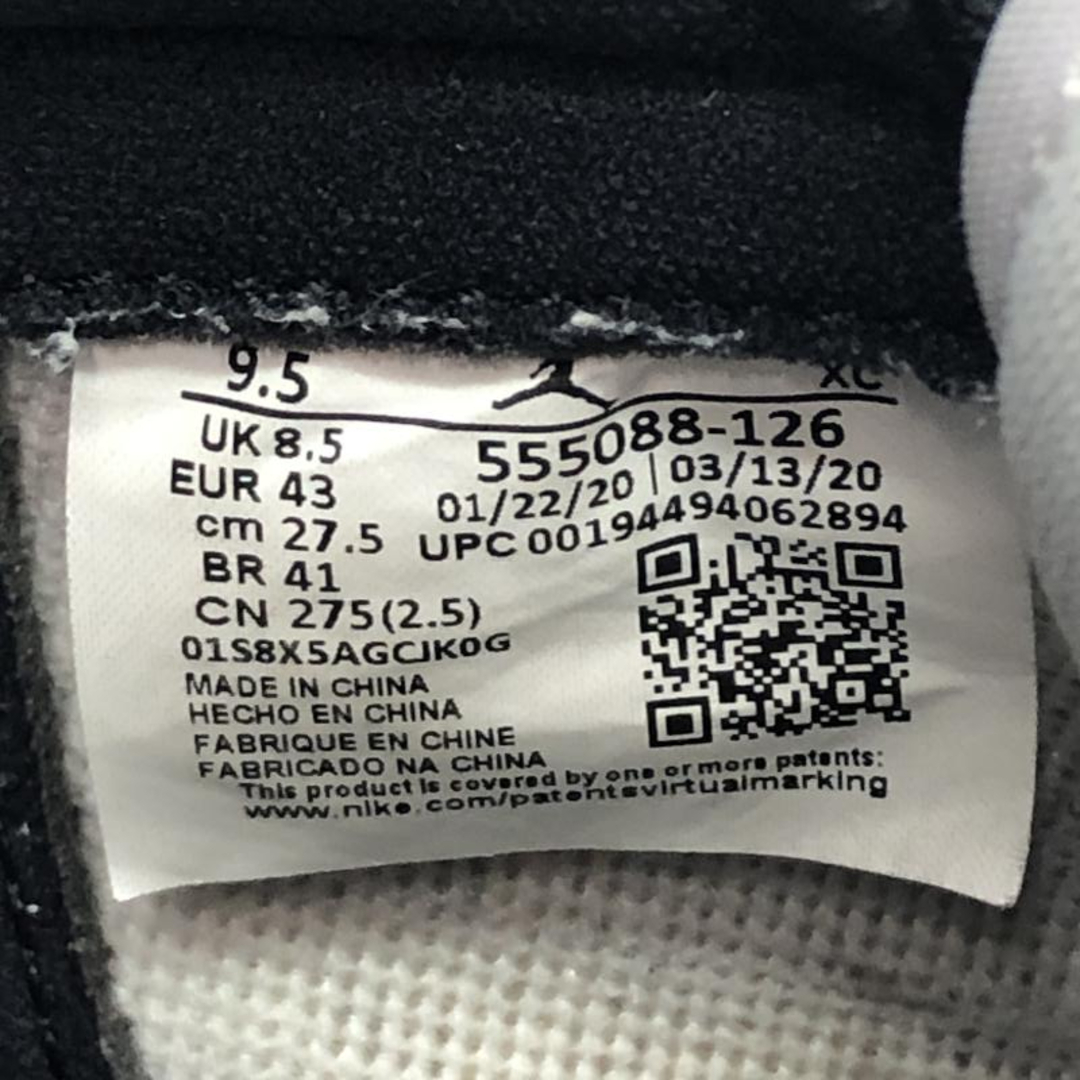 9.5
XC
UK 8.5
555088-126
EUR 43
01/22/20 | 03/13/20
cm 27.5
UPC 00194494062894
BR 41
CN 275(2.5)
01S8X5AGCJK0G
MADE IN CHINA
HECHO EN CHINA
FABRIQUE EN CHINE
FABRICADO NA CHINA
This product is covered by one or more patents:
www.nike.com/patentsvirtualmarking